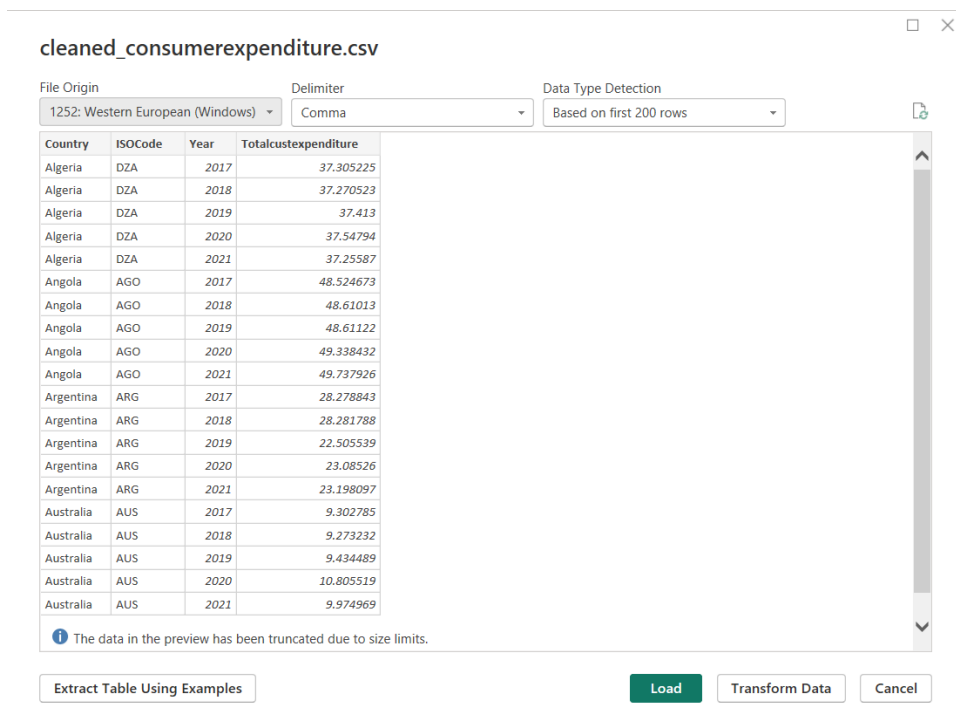 cleaned_consumerexpenditure.csv
File Origin Delimiter Data Type Detection
1252: Western European (Windows) Comma Based on first 200 rows
Country ISOCode Year Totalcustexpenditure
Algeria DZA 2017 37.305225
Algeria DZA 2018 37.270523
Algeria DZA 2019 37.413
Algeria DZA 2020 37.54794
Algeria DZA 2021 37.25587
Angola AGO 2017 48.524673
Angola AGO 2018 48.61013
Angola AGO 2019 48.61122
Angola AGO 2020 49.338432
Angola AGO 2021 49.737926
Argentina ARG 2017 28.278843
Argentina ARG 2018 28.281788
Argentina ARG 2019 22.505539
Argentina ARG 2020 23.08526
Argentina ARG 2021 23.198097
Australia AUS 2017 9.302785
Australia AUS 2018 9.273232
Australia AUS 2019 9.434489
Australia AUS 2020 10.805519
Australia AUS 2021 9.974969
The data in the preview has been truncated due to size limits.
Extract Table Using Examples Load Transform Data Cancel